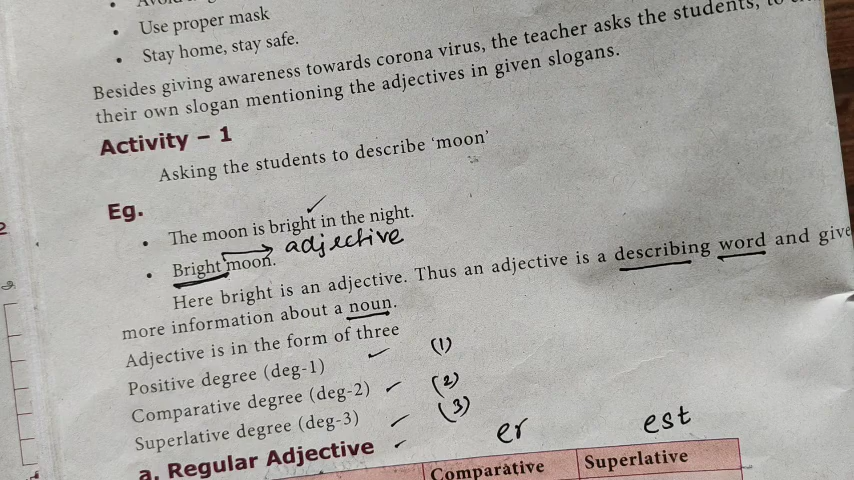 • Use proper mask
• Stay home, stay safe.
Besides giving awareness towards corona virus, the teacher asks the students, to
their own slogan mentioning the adjectives in given slogans.
Activity – 1
Asking the students to describe ‘moon’
Eg.
• The moon is bright in the night.
• Bright moon. adjective
Here bright is an adjective. Thus an adjective is a describing word and give
more information about a noun.
Adjective is in the form of three
Positive degree (deg-1) (1)
Comparative degree (deg-2) (2)
Superlative degree (deg-3) (3)
a. Regular Adjective er est
Comparative Superlative